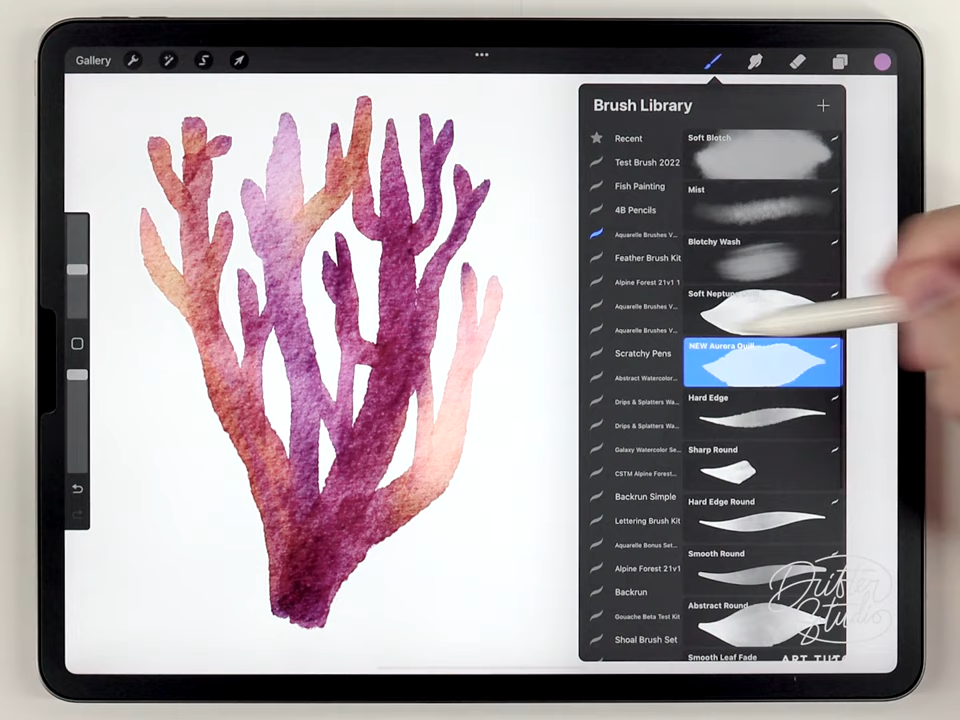 Gallery
Brush Library
Recent
Test Brush 2022
Fish Painting
4B Pencils
Aquarelle Brushes V...
Feather Brush Kit
Alpine Forest 21v1 1
Aquarelle Brushes V...
Aquarelle Brushes V...
Scratchy Pens
Abstract Watercolor...
Drips & Splatters Wa...
Drips & Splatters Wa...
Galaxy Watercolor Se...
CSTM Alpine Forest...
Backrun Simple
Lettering Brush Kit
Aquarelle Bonus Set...
Alpine Forest 21v1
Backrun
Gouache Beta Test Kit
Shoal Brush Set
Soft Blotch
Mist
Blotchy Wash
Soft Neptune
NEW Aurora Quill
Hard Edge
Sharp Round
Hard Edge Round
Smooth Round
Abstract Round
Smooth Leaf Fade
Drifter
Studio